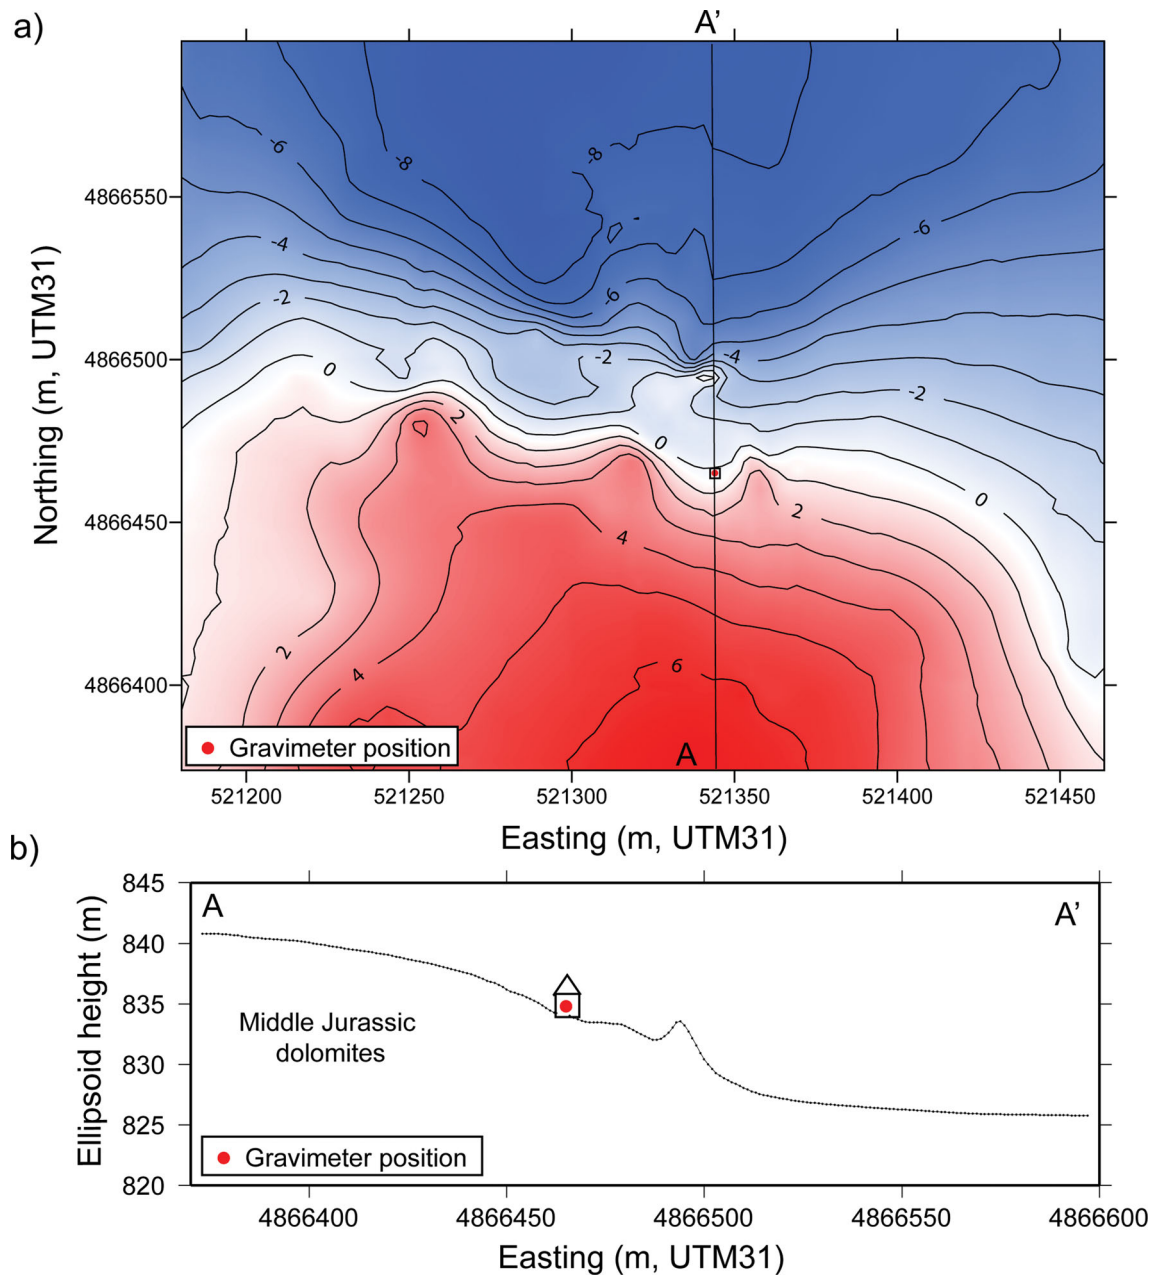 a)
A'
-6
-8
-8
4866550
-6
-4
-6
-2
4866500
-2
-4
0
-2
2
0
0
2
4866450
4
2
4
6
4866400
Northing (m, UTM31)
Gravimeter position
A
521200
521250
521300
521350
521400
521450
Easting (m, UTM31)
b)
845
A
A'
840
835
Middle Jurassic
dolomites
830
825
Gravimeter position
820
Ellipsoid height (m)
4866400
4866450
4866500
4866550
4866600
Easting (m, UTM31)